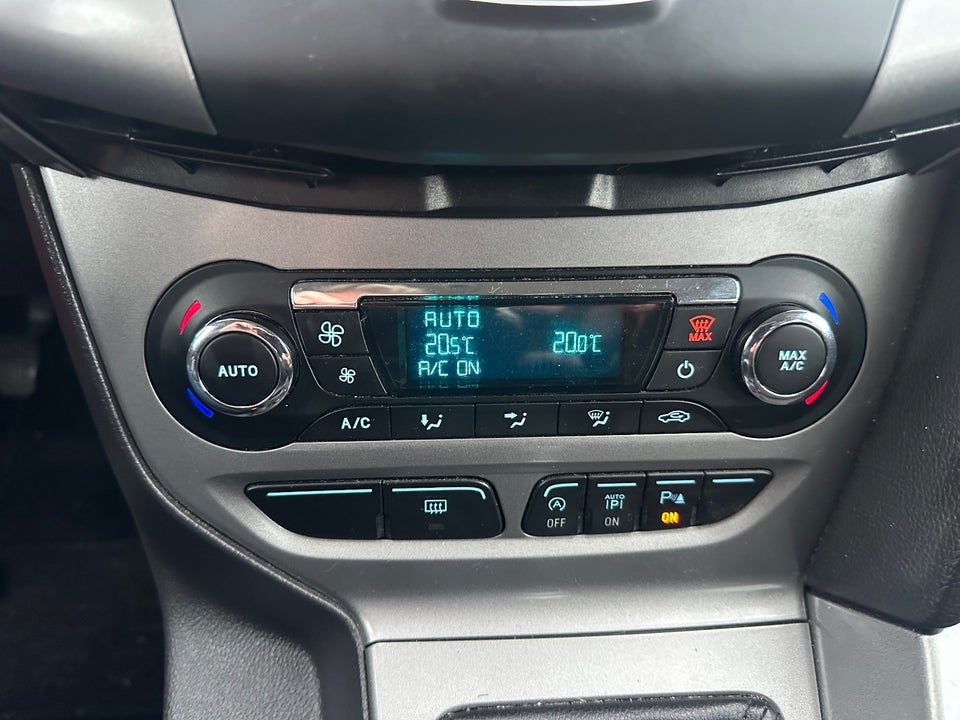 AUTO
20.5°C
20.0°C
A/C ON
MAX
AUTO
MAX
A/C
A/C
A
OFF
AUTO
P
ON
P
ON